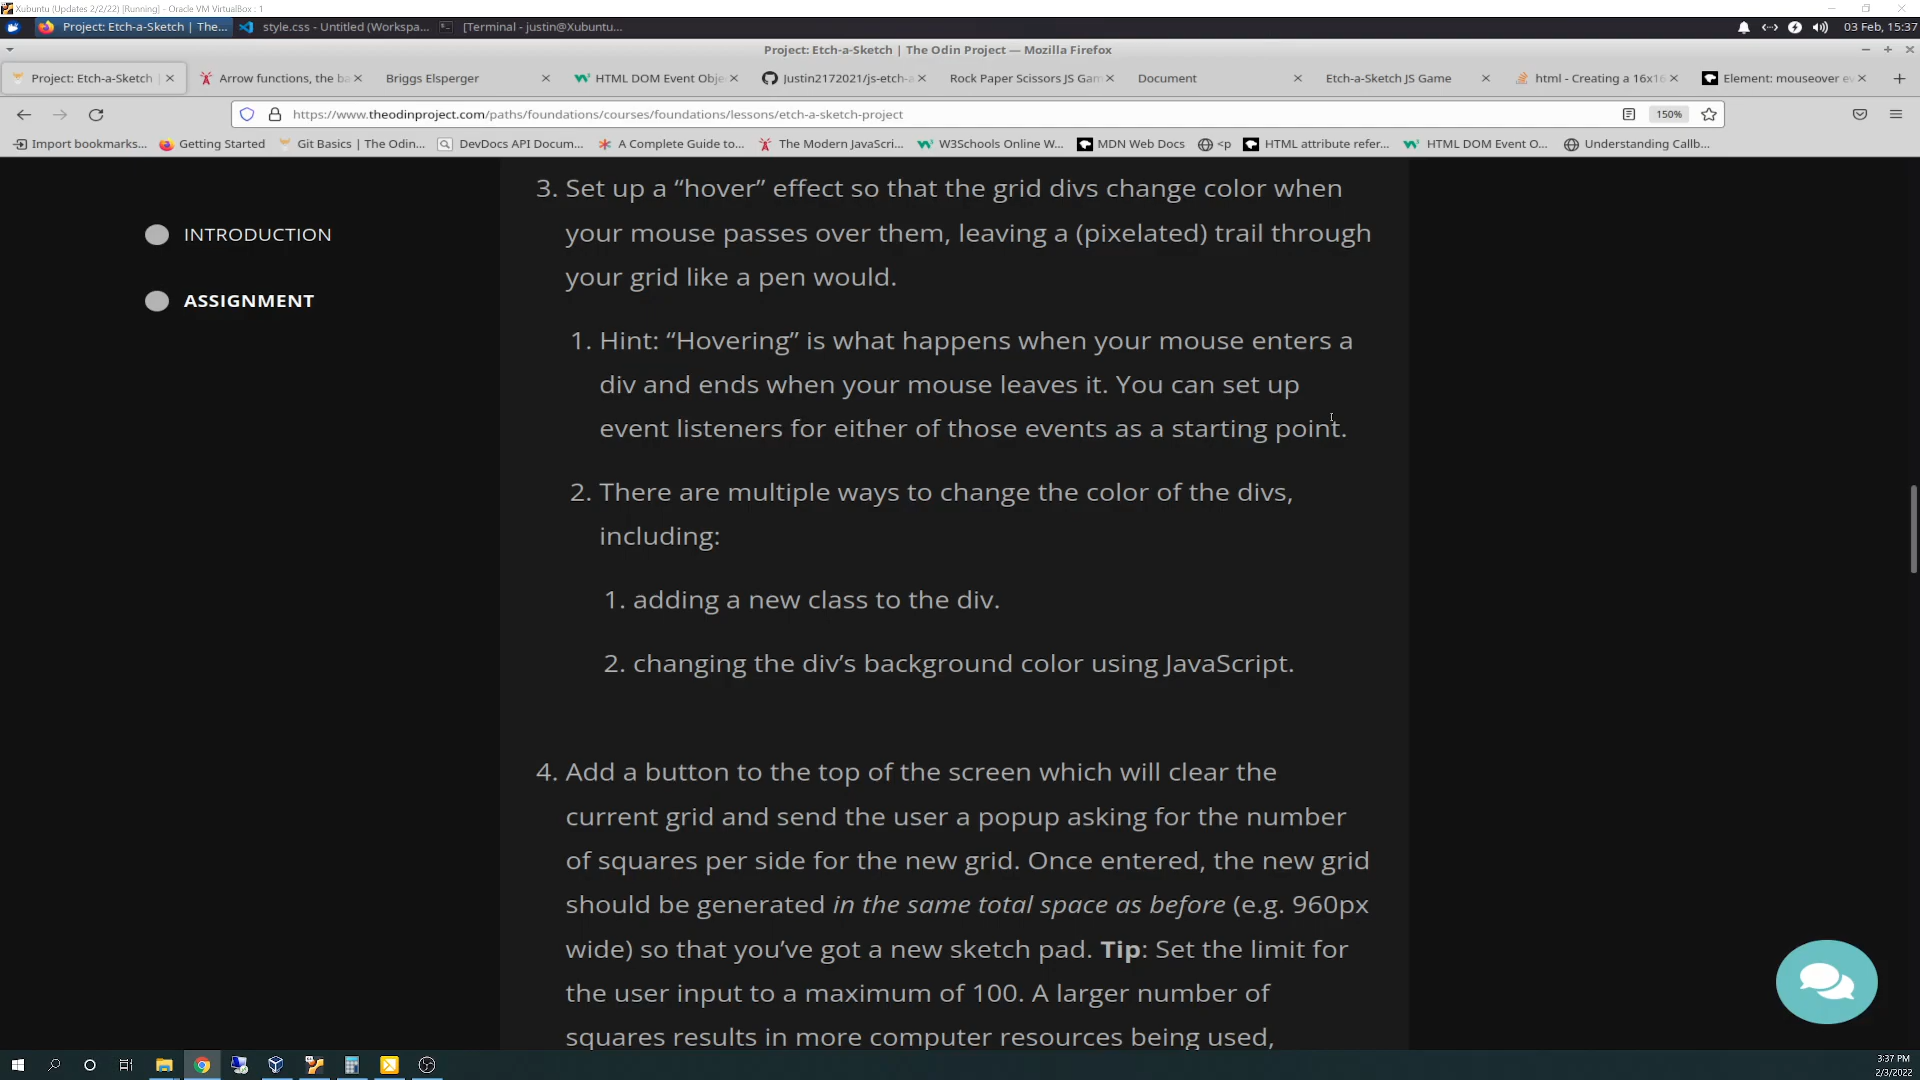 Xubuntu (Updates 2/2/22) [Running] - Oracle VM VirtualBox : 1
Project: Etch-a-Sketch | The...
style.css - Untitled (Workspa...
[Terminal - justin@Xubuntu...
03 Feb, 15:37
Project: Etch-a-Sketch | The Odin Project — Mozilla Firefox
Project: Etch-a-Sketch
Arrow functions, the ba
Briggs Elsperger
HTML DOM Event Obje
Justin2172021/js-etch-a
Rock Paper Scissors JS Gam
Document
Etch-a-Sketch JS Game
html - Creating a 16x16
Element: mouseover ev
https://www.theodinproject.com/paths/foundations/courses/foundations/lessons/etch-a-sketch-project
150%
Import bookmarks...
Getting Started
Git Basics | The Odin...
DevDocs API Docum...
A Complete Guide to...
The Modern JavaScri...
W3Schools Online W...
MDN Web Docs
<p
HTML attribute refer...
HTML DOM Event O...
Understanding Callb...
INTRODUCTION
ASSIGNMENT
3. Set up a “hover” effect so that the grid divs change color when
your mouse passes over them, leaving a (pixelated) trail through
your grid like a pen would.
1. Hint: “Hovering” is what happens when your mouse enters a
div and ends when your mouse leaves it. You can set up
event listeners for either of those events as a starting point.
2. There are multiple ways to change the color of the divs,
including:
1. adding a new class to the div.
2. changing the div’s background color using JavaScript.
4. Add a button to the top of the screen which will clear the
current grid and send the user a popup asking for the number
of squares per side for the new grid. Once entered, the new grid
should be generated in the same total space as before (e.g. 960px
wide) so that you’ve got a new sketch pad. Tip: Set the limit for
the user input to a maximum of 100. A larger number of
squares results in more computer resources being used,
3:37 PM
2/3/2022